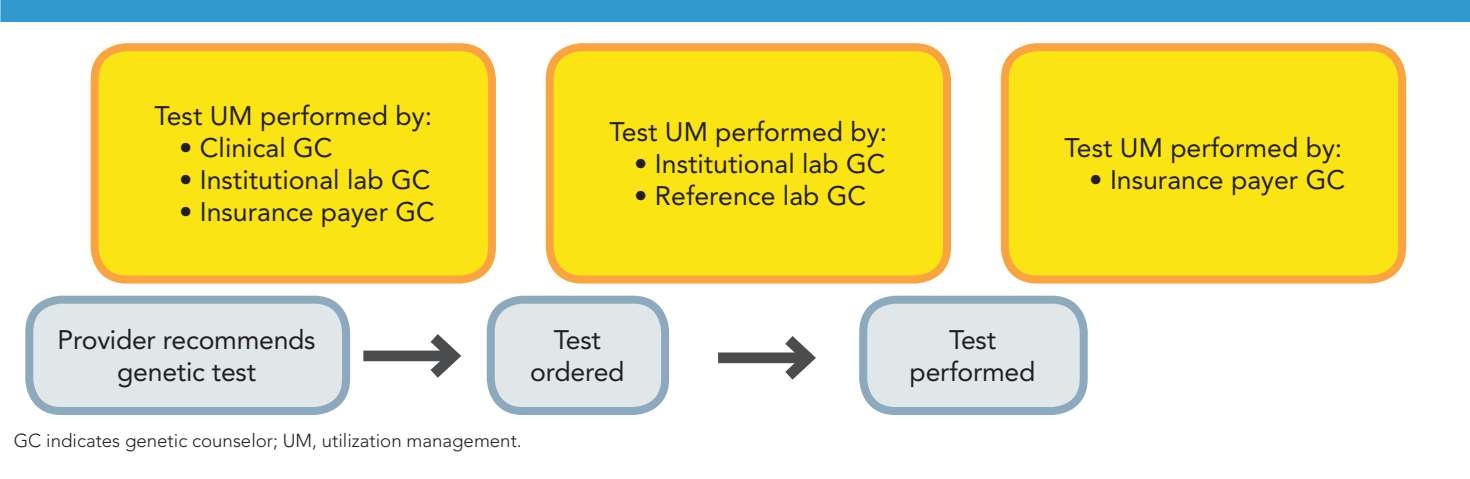 Test UM performed by:
• Clinical GC
• Institutional lab GC
• Insurance payer GC
Test UM performed by:
• Institutional lab GC
• Reference lab GC
Test UM performed by:
• Insurance payer GC
Provider recommends
genetic test
Test
ordered
Test
performed
GC indicates genetic counselor; UM, utilization management.